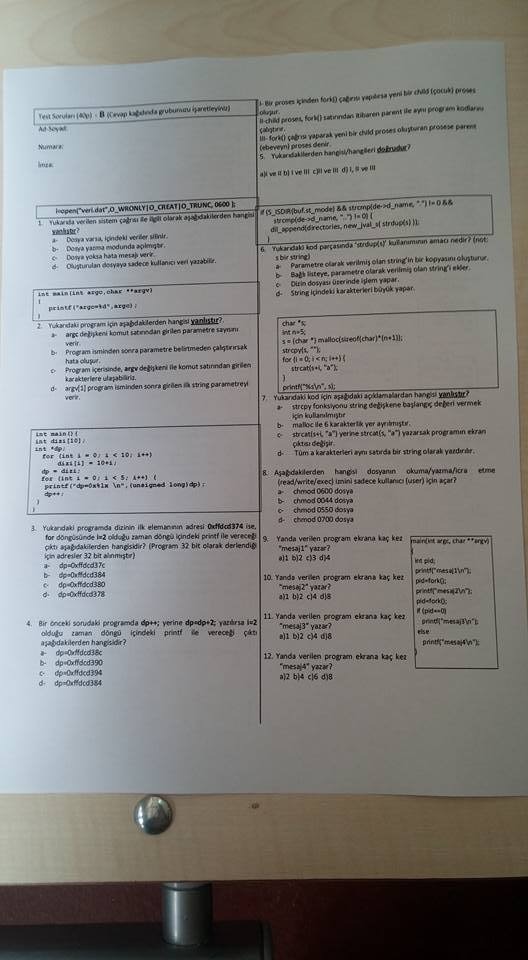 Test Soruları (40p) - B (Cevap kağıdında grubunuzu işaretleyiniz)
Ad-Soyad:
Numara:
İmza:
i=open("veri.dat",O_WRONLY|O_CREAT|O_TRUNC, 0600 );
1. Yukarıda verilen sistem çağrısı ile ilgili olarak aşağıdakilerden hangisi
yanlıştır?
a- Dosya varsa, içindeki veriler silinir.
b- Dosya yazma modunda açılmıştır.
c- Dosya yoksa hata mesajı verir.
d- Oluşturulan dosyaya sadece kullanıcı veri yazabilir.
int main(int argc,char **argv)
{
printf("argc=%d",argc);
}
2. Yukarıdaki program için aşağıdakilerden hangisi yanlıştır?
a- argc değişkeni komut satırından girilen parametre sayısını
verir.
b- Program isminden sonra parametre belirtmeden çalıştırırsak
hata oluşur.
c- Program içerisinde, argv değişkeni ile komut satırından girilen
karakterlere ulaşabiliriz.
d- argv[1] program isminden sonra girilen ilk string parametreyi
verir.
int main(){
int dizi[10];
int *dp;
for (int i = 0; i < 10; i++)
dizi[i] = 10+i;
dp = dizi;
for (int i = 0; i < 5; i++) {
printf("dp=0x%lx \n",(unsigned long)dp);
dp++;
}
}
3. Yukarıdaki programda dizinin ilk elemanının adresi 0xffdcd374 ise,
for döngüsünde i=2 olduğu zaman döngü içindeki printf ile vereceği
çıktı aşağıdakilerden hangisidir? (Program 32 bit olarak derlendiği
için adresler 32 bit alınmıştır)
a- dp=0xffdcd37c
b- dp=0xffdcd384
c- dp=0xffdcd380
d- dp=0xffdcd378
4. Bir önceki sorudaki programda dp++; yerine dp=dp+2; yazılırsa i=2
olduğu zaman döngü içindeki printf ile vereceği çıktı
aşağıdakilerden hangisidir?
a- dp=0xffdcd38c
b- dp=0xffdcd390
c- dp=0xffdcd394
d- dp=0xffdcd384
I- Bir proses içinden fork() çağrısı yapılırsa yeni bir child (çocuk) proses
oluşur.
II-child proses, fork() satırından itibaren parent ile aynı program kodlarını
çalıştırır.
III- fork() çağrısı yaparak yeni bir child proses oluşturan prosese parent
(ebeveyn) proses denir.
5. Yukarıdakilerden hangisi/hangileri doğrudur?
a)I ve II b) I ve III c)II ve III d) I, II ve III
if (S_ISDIR(buf.st_mode) && strcmp(de->d_name, ".") != 0 &&
strcmp(de->d_name, "..") != 0) {
dll_append(directories, new_jval_s( strdup(s) ));
}
6. Yukarıdaki kod parçasında 'strdup(s)' kullanımının amacı nedir? (not:
s bir string)
a- Parametre olarak verilmiş olan string'in bir kopyasını oluşturur.
b- Bağlı listeye, parametre olarak verilmiş olan string'i ekler.
c- Dizin dosyası üzerinde işlem yapar.
d- String içindeki karakterleri büyük yapar.
char *s;
int n=5;
s = (char *) malloc(sizeof(char)*(n+1));
strcpy(s, "");
for (i = 0; i < n; i++) {
strcat(s+i, "a");
}
printf("%s\n", s);
7. Yukarıdaki kod için aşağıdaki açıklamalardan hangisi yanlıştır?
a- strcpy fonksiyonu string değişkene başlangıç değeri vermek
için kullanılmıştır
b- malloc ile 6 karakterlik yer ayrılmıştır.
c- strcat(s+i, "a") yerine strcat(s, "a") yazarsak programın ekran
çıktısı değişir.
d- Tüm a karakterleri aynı satırda bir string olarak yazdırılır.
8. Aşağıdakilerden hangisi dosyanın okuma/yazma/icra etme
(read/write/exec) iznini sadece kullanıcı (user) için açar?
a- chmod 0600 dosya
b- chmod 0044 dosya
c- chmod 0550 dosya
d- chmod 0700 dosya
9. Yanda verilen program ekrana kaç kez
"mesaj1" yazar?
a)1 b)2 c)3 d)4
10. Yanda verilen program ekrana kaç kez
"mesaj2" yazar?
a)1 b)2 c)4 d)8
11. Yanda verilen program ekrana kaç kez
"mesaj3" yazar?
a)1 b)2 c)4 d)8
12. Yanda verilen program ekrana kaç kez
"mesaj4" yazar?
a)2 b)4 c)6 d)8
main(int argc, char **argv)
{
int pid;
printf("mesaj1\n");
pid=fork();
printf("mesaj2\n");
pid=fork();
if (pid==0)
printf("mesaj3\n");
else
printf("mesaj4\n");
}